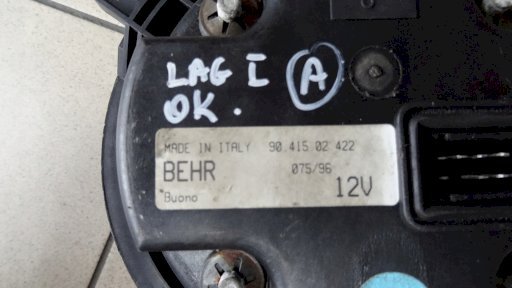 LAG I A
OK.
MADE IN ITALY 90.415 02 422
BEHR 075/96
Buono 12V